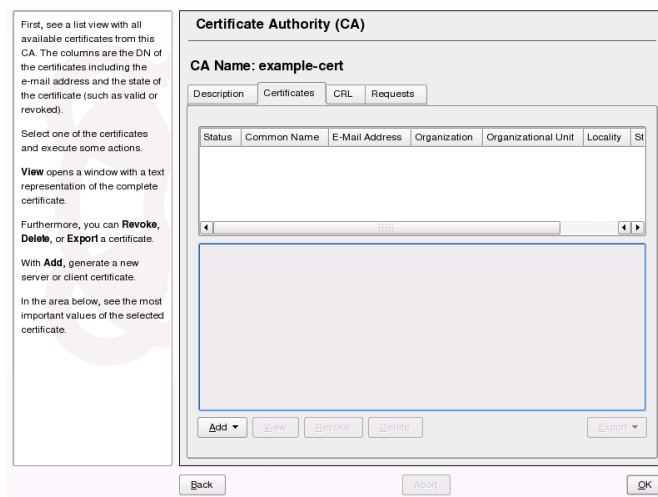 First, see a list view with all
available certificates from this
CA. The columns are the DN of
the certificates including the
e-mail address and the state of
the certificate (such as valid or
revoked).
Select one of the certificates
and execute some actions.
View opens a window with a text
representation of the complete
certificate.
Furthermore, you can Revoke,
Delete, or Export a certificate.
With Add, generate a new
server or client certificate.
In the area below, see the most
important values of the selected
certificate.
Certificate Authority (CA)
CA Name: example-cert
Description Certificates CRL Requests
Status Common Name E-Mail Address Organization Organizational Unit Locality St
Add View Revoke Delete Export
Back Abort OK